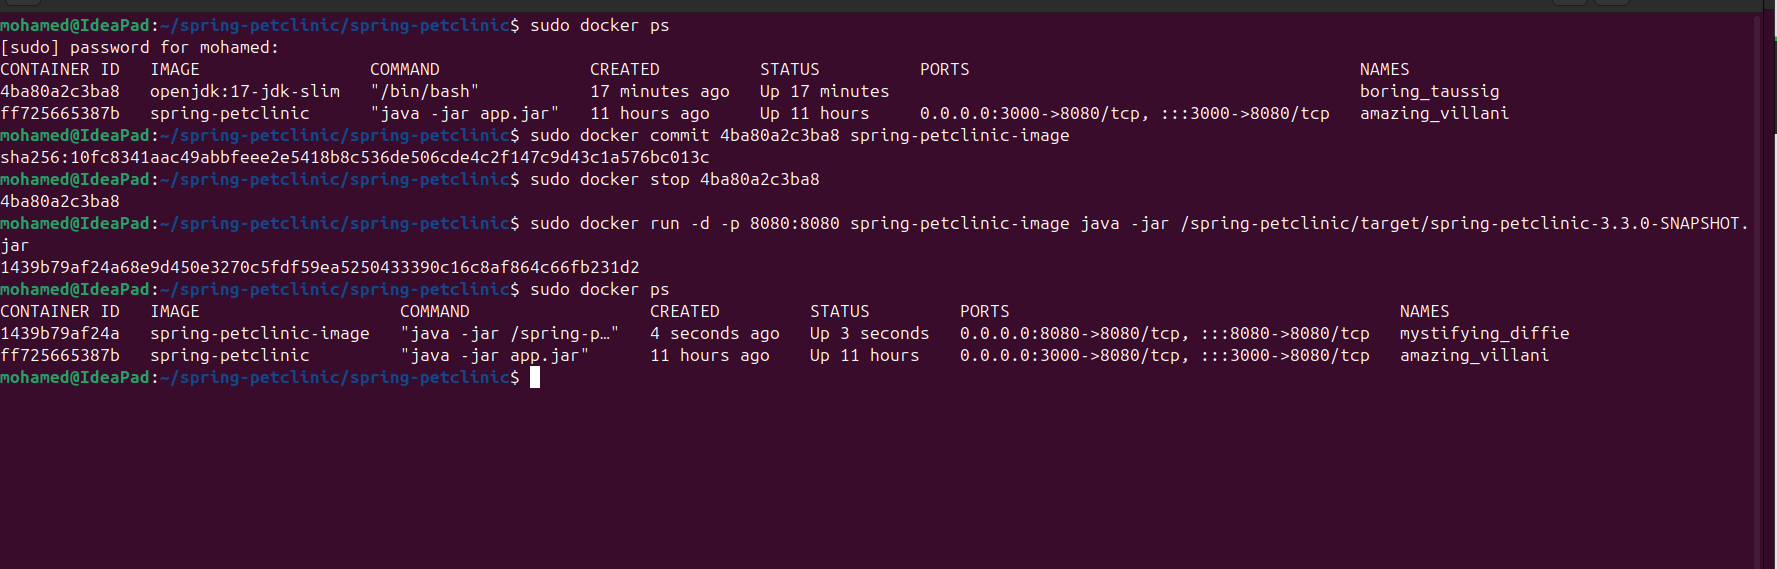 mohamed@IdeaPad:~/spring-petclinic/spring-petclinic$ sudo docker ps
[sudo] password for mohamed:
CONTAINER ID   IMAGE                 COMMAND               CREATED          STATUS          PORTS                                       NAMES
4ba80a2c3ba8   openjdk:17-jdk-slim   "/bin/bash"           17 minutes ago   Up 17 minutes                                               boring_taussig
ff725665387b   spring-petclinic      "java -jar app.jar"   11 hours ago     Up 11 hours     0.0.0.0:3000->8080/tcp, :::3000->8080/tcp   amazing_villani
mohamed@IdeaPad:~/spring-petclinic/spring-petclinic$ sudo docker commit 4ba80a2c3ba8 spring-petclinic-image
sha256:10fc8341aac49abbfeee2e5418b8c536de506cde4c2f147c9d43c1a576bc013c
mohamed@IdeaPad:~/spring-petclinic/spring-petclinic$ sudo docker stop 4ba80a2c3ba8
4ba80a2c3ba8
mohamed@IdeaPad:~/spring-petclinic/spring-petclinic$ sudo docker run -d -p 8080:8080 spring-petclinic-image java -jar /spring-petclinic/target/spring-petclinic-3.3.0-SNAPSHOT.
jar
1439b79af24a68e9d450e3270c5fdf59ea5250433390c16c8af864c66fb231d2
mohamed@IdeaPad:~/spring-petclinic/spring-petclinic$ sudo docker ps
CONTAINER ID   IMAGE                    COMMAND                  CREATED         STATUS         PORTS                                       NAMES
1439b79af24a   spring-petclinic-image   "java -jar /spring-p…"   4 seconds ago   Up 3 seconds   0.0.0.0:8080->8080/tcp, :::8080->8080/tcp   mystifying_diffie
ff725665387b   spring-petclinic         "java -jar app.jar"      11 hours ago    Up 11 hours    0.0.0.0:3000->8080/tcp, :::3000->8080/tcp   amazing_villani
mohamed@IdeaPad:~/spring-petclinic/spring-petclinic$